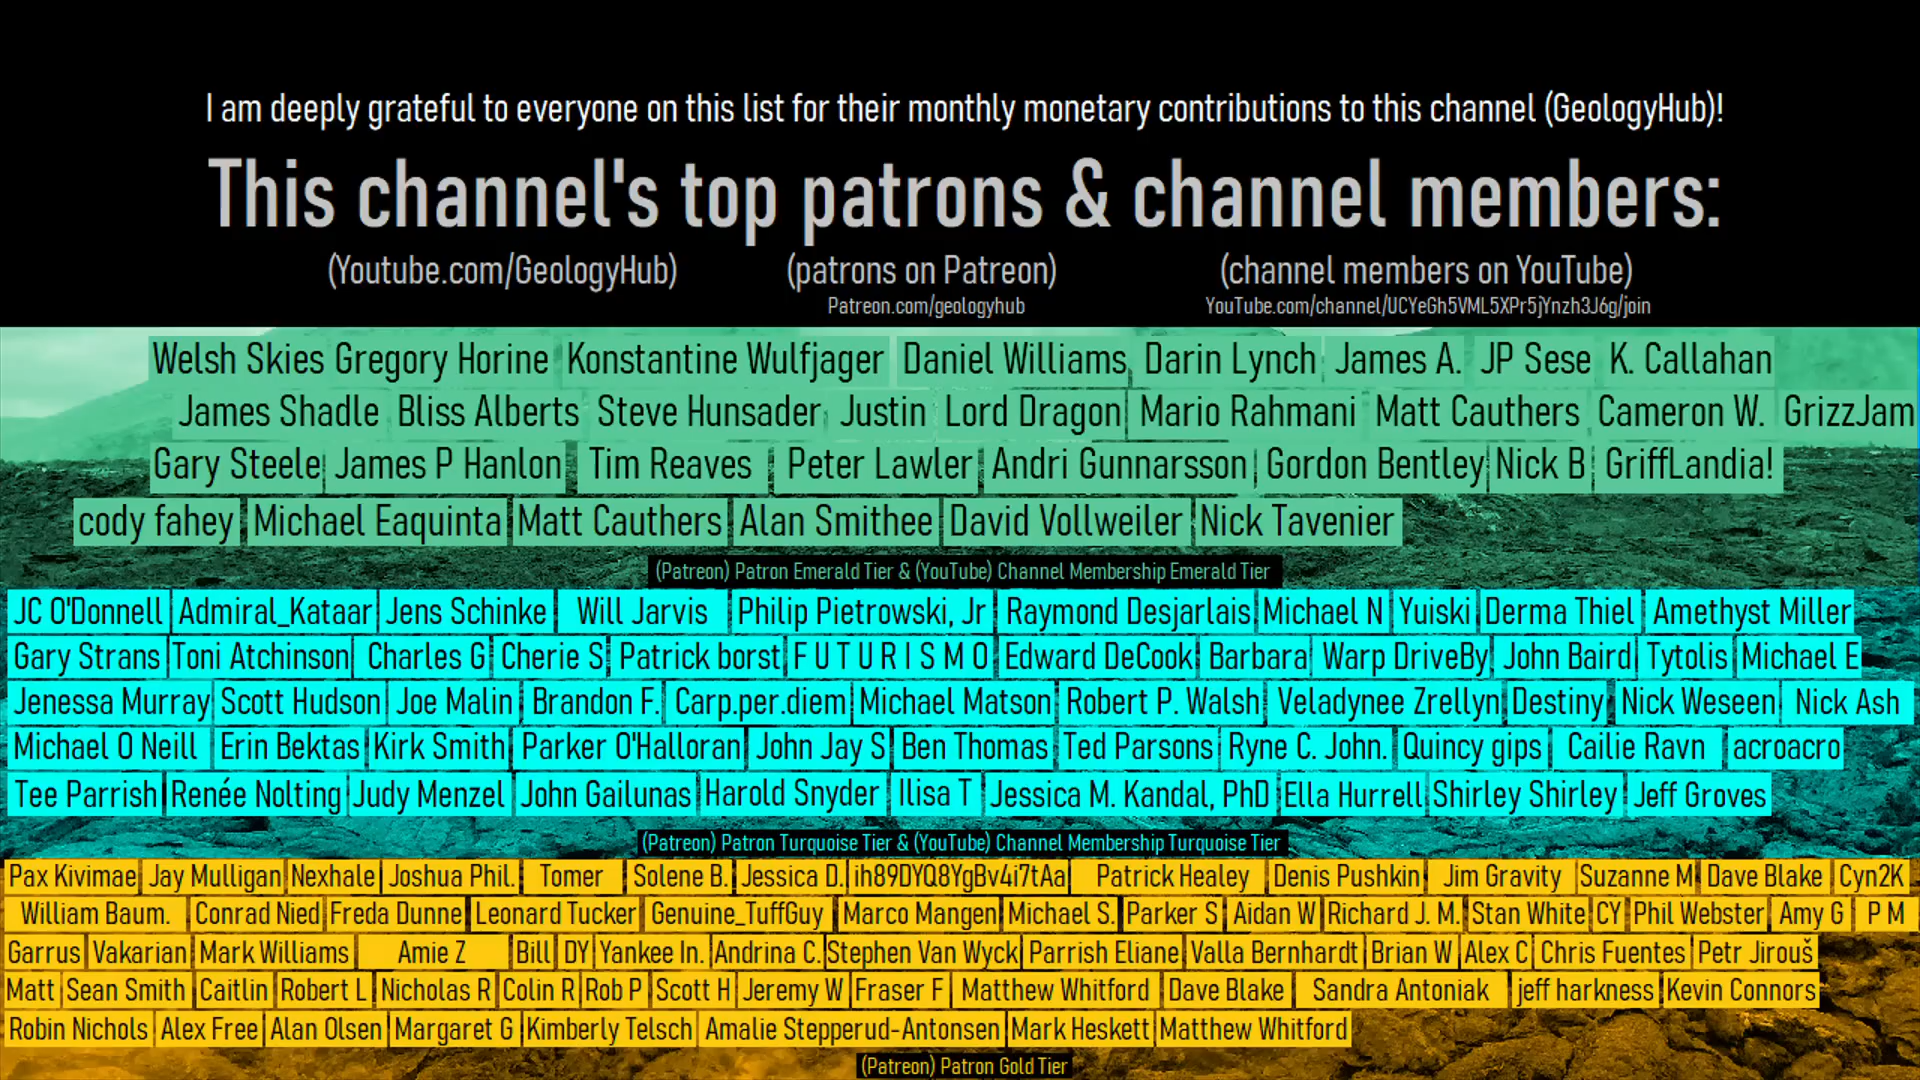 I am deeply grateful to everyone on this list for their monthly monetary contributions to this channel (GeologyHub)!
This channel's top patrons & channel members:
(Youtube.com/GeologyHub) (patrons on Patreon) (channel members on YouTube)
Patreon.com/geologyhub YouTube.com/channel/UCYeGh5VML5XPr5jYnzh3J6g/join
Welsh Skies Gregory Horine Konstantine Wulfjager Daniel Williams Darin Lynch James A. JP Sese K. Callahan
James Shadle Bliss Alberts Steve Hunsader Justin Lord Dragon Mario Rahmani Matt Cauthers Cameron W. GrizzJam
Gary Steele James P Hanlon Tim Reaves Peter Lawler Andri Gunnarsson Gordon Bentley Nick B GriffLandia!
cody fahey Michael Eaquinta Matt Cauthers Alan Smithee David Vollweiler Nick Tavenier
(Patreon) Patron Emerald Tier & (YouTube) Channel Membership Emerald Tier
JC O'Donnell Admiral_Kataar Jens Schinke Will Jarvis Philip Pietrowski, Jr Raymond Desjarlais Michael N Yuiski Derma Thiel Amethyst Miller
Gary Strans Toni Atchinson Charles G Cherie S Patrick borst F U T U R I S M O Edward DeCook Barbara Warp DriveBy John Baird Tytolis Michael E
Jenessa Murray Scott Hudson Joe Malin Brandon F. Carp.per.diem Michael Matson Robert P. Walsh Veladynee Zrellyn Destiny Nick Weseen Nick Ash
Michael O Neill Erin Bektas Kirk Smith Parker O'Halloran John Jay S Ben Thomas Ted Parsons Ryne C. John. Quincy gips Cailie Ravn acroacro
Tee Parrish Renée Nolting Judy Menzel John Gailunas Harold Snyder Ilisa T Jessica M. Kandal, PhD Ella Hurrell Shirley Shirley Jeff Groves
(Patreon) Patron Turquoise Tier & (YouTube) Channel Membership Turquoise Tier
Pax Kivimae Jay Mulligan Nexhale Joshua Phil. Tomer Solene B. Jessica D. ih89DYQ8YgBv4i7tAa Patrick Healey Denis Pushkin Jim Gravity Suzanne M Dave Blake Cyn2K
William Baum. Conrad Nied Freda Dunne Leonard Tucker Genuine_TuffGuy Marco Mangen Michael S. Parker S Aidan W Richard J. M. Stan White CY Phil Webster Amy G P M
Garrus Vakarian Mark Williams Amie Z Bill DY Yankee In. Andrina C. Stephen Van Wyck Parrish Eliane Valla Bernhardt Brian W Alex C Chris Fuentes Petr Jirouš
Matt Sean Smith Caitlin Robert L Nicholas R Colin R Rob P Scott H Jeremy W Fraser F Matthew Whitford Dave Blake Sandra Antoniak jeff harkness Kevin Connors
Robin Nichols Alex Free Alan Olsen Margaret G Kimberly Telsch Amalie Stepperud-Antonsen Mark Heskett Matthew Whitford
(Patreon) Patron Gold Tier